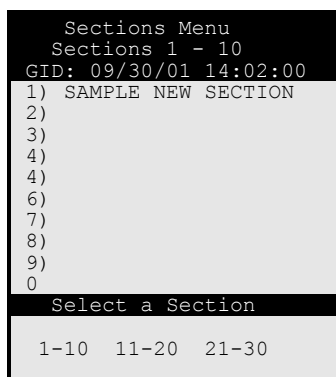 Sections Menu
Sections 1 - 10
GID: 09/30/01 14:02:00
1) SAMPLE NEW SECTION
2)
3)
4)
4)
6)
7)
8)
9)
0
Select a Section
1-10 11-20 21-30